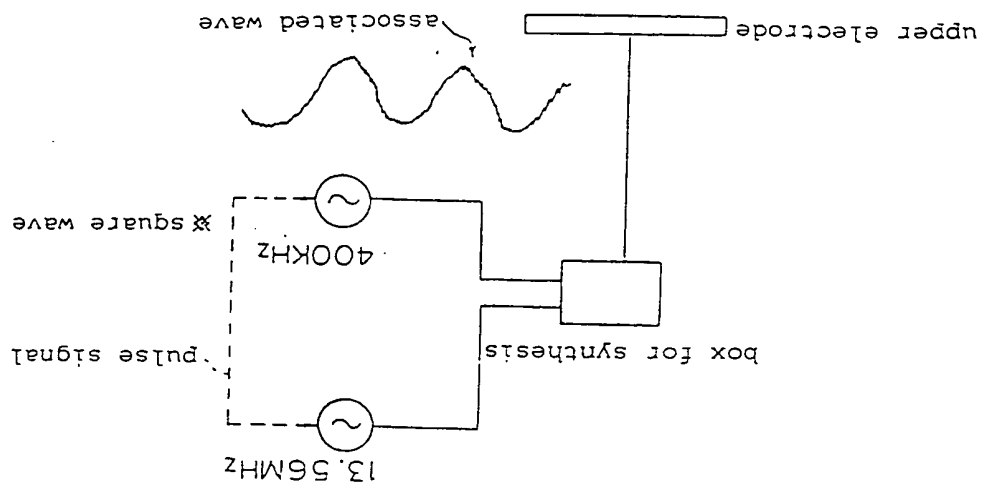 13.56MHz
box for synthesis
pulse signal
400KHz
※ square wave
upper electrode
associated wave